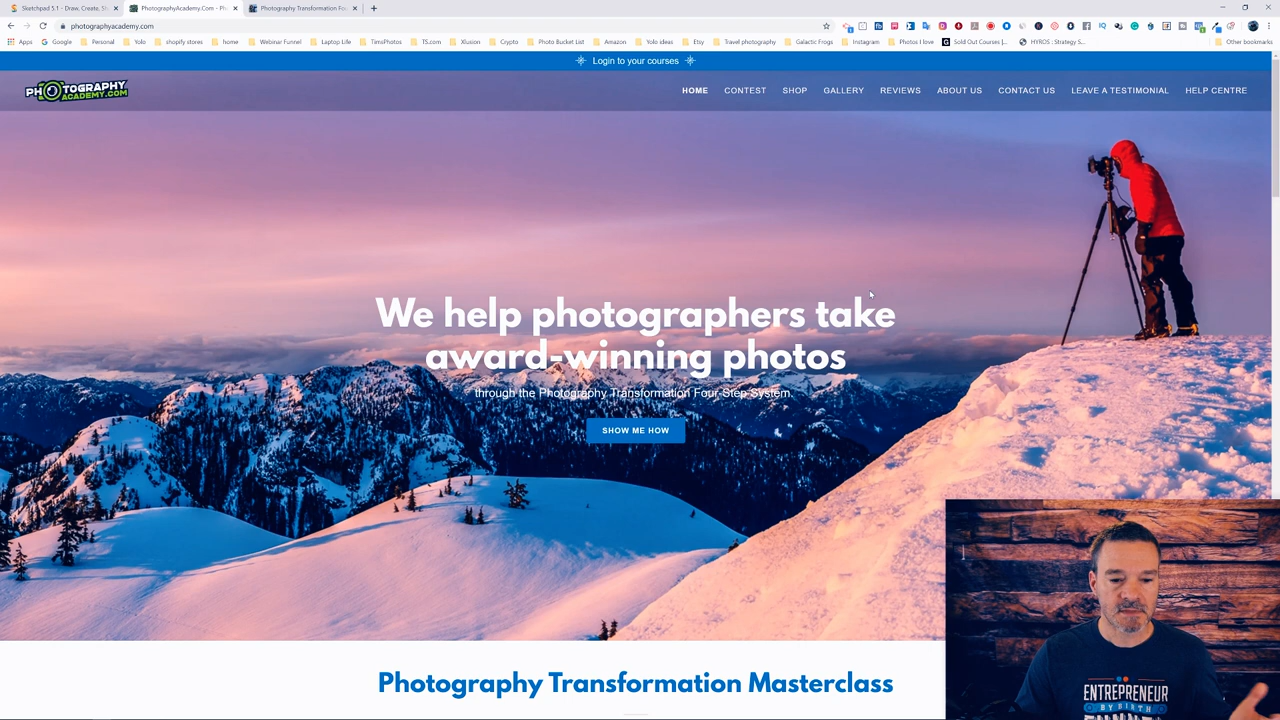 Sketchpad 5.1 - Draw, Create, Sh
PhotographyAcademy.Com - Ph
Photography Transformation Fou
photographyacademy.com
Apps Google Personal Yolo shopify stores home Webinar Funnel Laptop Life TimsPhotos TS.com Xlusion Crypto Photo Bucket List Amazon Yolo ideas Etsy Travel photography Galactic Frogs Instagram Photos I love Sold Out Courses |... HYROS : Strategy S... Other bookmarks
Login to your courses
PHOTOGRAPHY
ACADEMY.COM
HOME CONTEST SHOP GALLERY REVIEWS ABOUT US CONTACT US LEAVE A TESTIMONIAL HELP CENTRE
We help photographers take
award-winning photos
through the Photography Transformation Four-Step System.
SHOW ME HOW
Photography Transformation Masterclass
ENTREPRENEUR
BY BIRTH